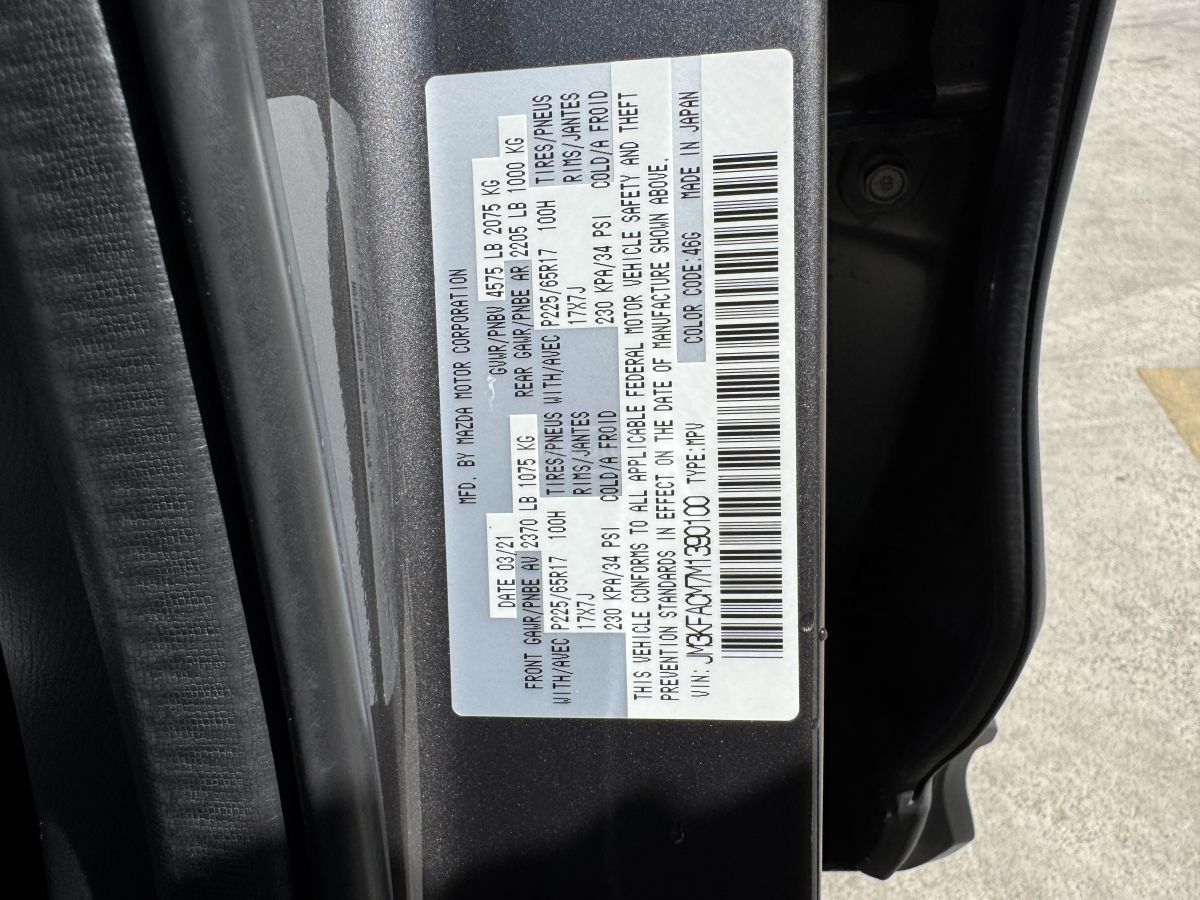 MFD. BY MAZDA MOTOR CORPORATION
DATE 03/21 GVWR/PNBV 4575 LB 2075 KG
FRONT GAWR/PNBE AV 2370 LB 1075 KG REAR GAWR/PNBE AR 2205 LB 1000 KG
WITH/AVEC P225/65R17 100H TIRES/PNEUS WITH/AVEC P225/65R17 100H TIRES/PNEUS
17X7J RIMS/JANTES 17X7J RIMS/JANTES
230 KPA/34 PSI COLD/A FROID 230 KPA/34 PSI COLD/A FROID
THIS VEHICLE CONFORMS TO ALL APPLICABLE FEDERAL MOTOR VEHICLE SAFETY AND THEFT
PREVENTION STANDARDS IN EFFECT ON THE DATE OF MANUFACTURE SHOWN ABOVE.
VIN: JM3KFACM7M1390100 TYPE:MPV COLOR CODE:46G MADE IN JAPAN